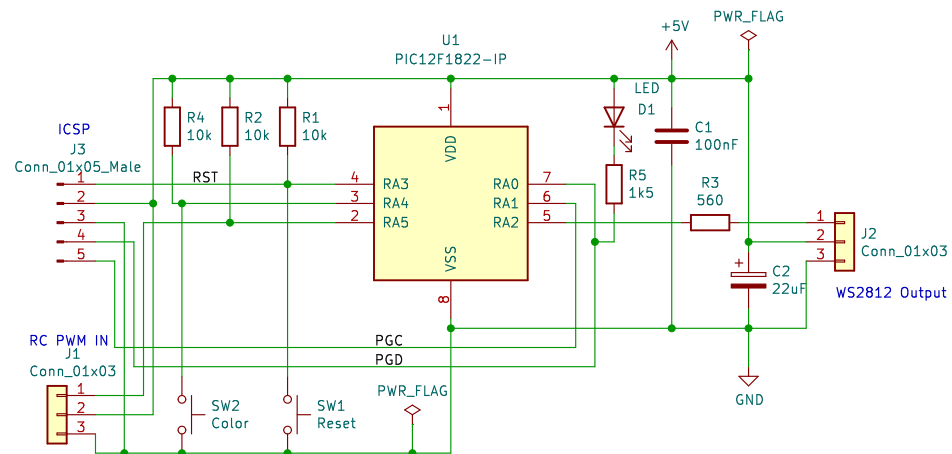 PWR_FLAG
+5V
U1
PIC12F1822-IP
LED
D1
1
VDD
ICSP
J3
Conn_01x05_Male
R4
10k
R2
10k
R1
10k
C1
100nF
1
2
3
4
5
RST
4
3
2
RA3
RA4
RA5
RA0
RA1
RA2
7
6
5
R5
1k5
R3
560
1
2
3
J2
Conn_01x03
WS2812 Output
VSS
8
C2
22uF
+
RC PWM IN
J1
Conn_01x03
PGC
PGD
1
2
3
SW2
Color
SW1
Reset
PWR_FLAG
GND